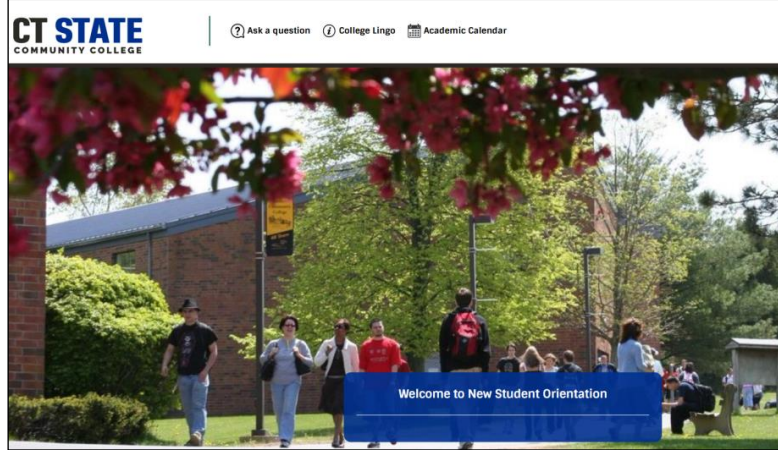 CT STATE
COMMUNITY COLLEGE
Ask a question
College Lingo
Academic Calendar
Welcome to New Student Orientation